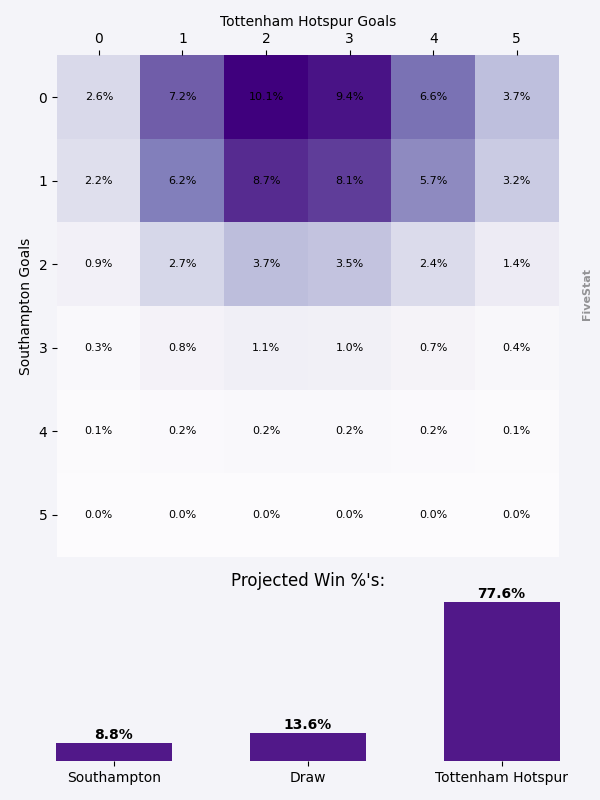 Tottenham Hotspur Goals
0 1 2 3 4 5
0 2.6% 7.2% 10.1% 9.4% 6.6% 3.7%
1 2.2% 6.2% 8.7% 8.1% 5.7% 3.2%
2 0.9% 2.7% 3.7% 3.5% 2.4% 1.4%
3 0.3% 0.8% 1.1% 1.0% 0.7% 0.4%
4 0.1% 0.2% 0.2% 0.2% 0.2% 0.1%
5 0.0% 0.0% 0.0% 0.0% 0.0% 0.0%
Southampton Goals
FiveStat
Projected Win %'s:
8.8% 13.6% 77.6%
Southampton Draw Tottenham Hotspur